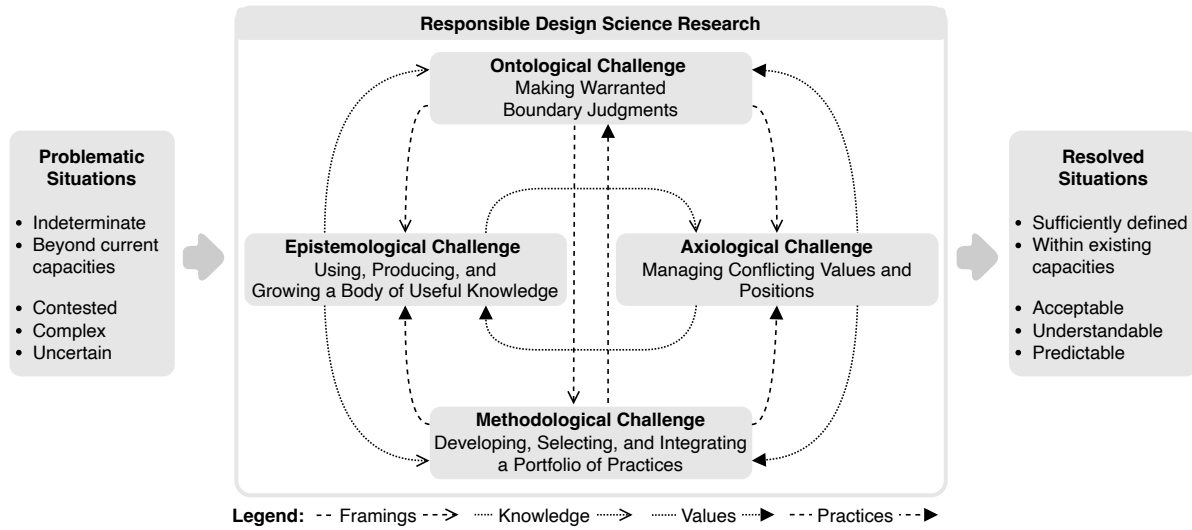 Responsible Design Science Research
Ontological Challenge
Making Warranted
Boundary Judgments
Problematic
Situations
• Indeterminate
• Beyond current
capacities
• Contested
• Complex
• Uncertain
Epistemological Challenge
Using, Producing, and
Growing a Body of Useful Knowledge
Axiological Challenge
Managing Conflicting Values and
Positions
Methodological Challenge
Developing, Selecting, and Integrating
a Portfolio of Practices
Resolved
Situations
• Sufficiently defined
• Within existing
capacities
• Acceptable
• Understandable
• Predictable
Legend: Framings Knowledge Values Practices